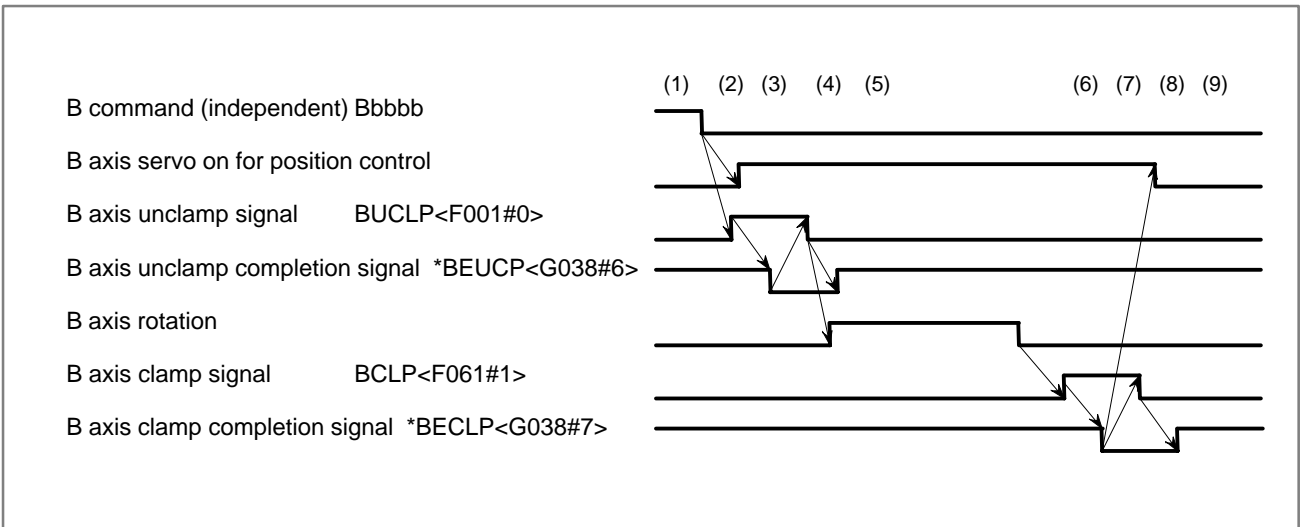 (1) (2) (3) (4) (5) (6) (7) (8) (9)
B command (independent) Bbbbb
B axis servo on for position control
B axis unclamp signal BUCLP<F001#0>
B axis unclamp completion signal *BEUCP<G038#6>
B axis rotation
B axis clamp signal BCLP<F061#1>
B axis clamp completion signal *BECLP<G038#7>